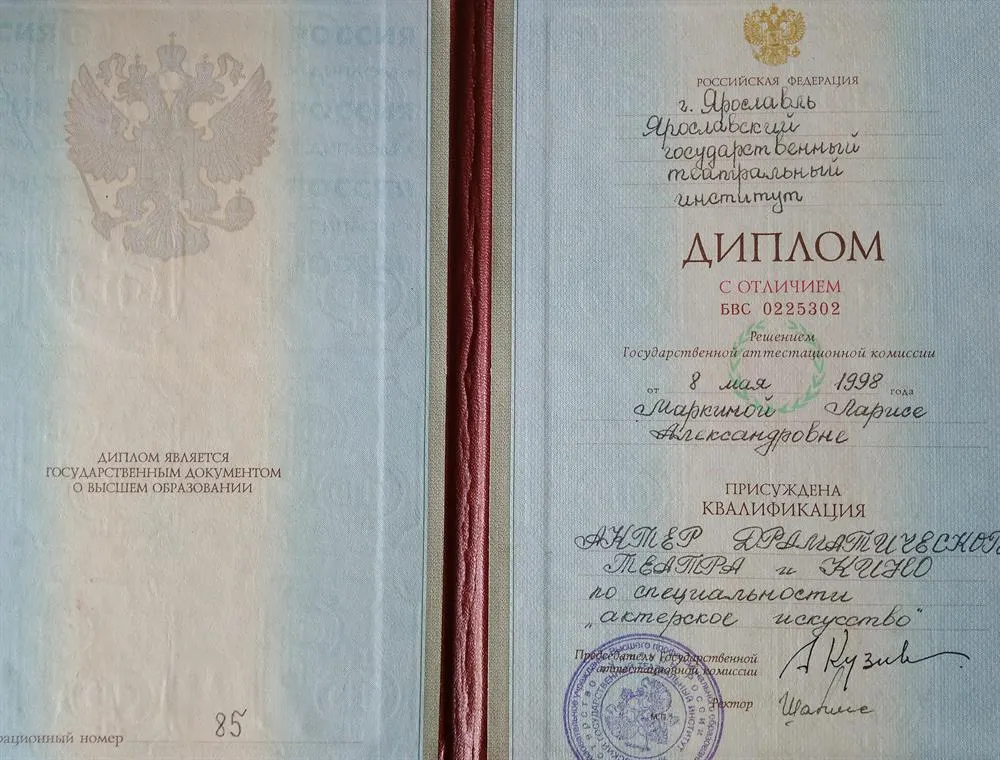 ДИПЛОМ ЯВЛЯЕТСЯ
ГОСУДАРСТВЕННЫМ ДОКУМЕНТОМ
О ВЫСШЕМ ОБРАЗОВАНИИ
рационный номер 85
РОССИЙСКАЯ ФЕДЕРАЦИЯ
г. Ярославль
Ярославский
государственный
театральный
институт
ДИПЛОМ
С ОТЛИЧИЕМ
БВС 0225302
Решением
Государственной аттестационной комиссии
от 8 мая 1998 года
Маркиной Ларисе
Александровне
ПРИСУЖДЕНА
КВАЛИФИКАЦИЯ
АКТЕР ДРАМАТИЧЕСКОГО
ТЕАТРА и КИНО
по специальности
„актерское искусство"
Председатель Государственной
аттестационной комиссии
Ректор